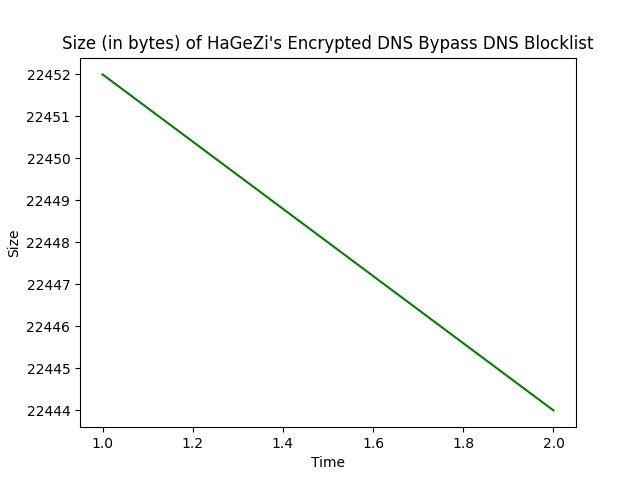 Size (in bytes) of HaGeZi's Encrypted DNS Bypass DNS Blocklist
22452
22451
22450
22449
22448
22447
22446
22445
22444
Size
1.0 1.2 1.4 1.6 1.8 2.0
Time